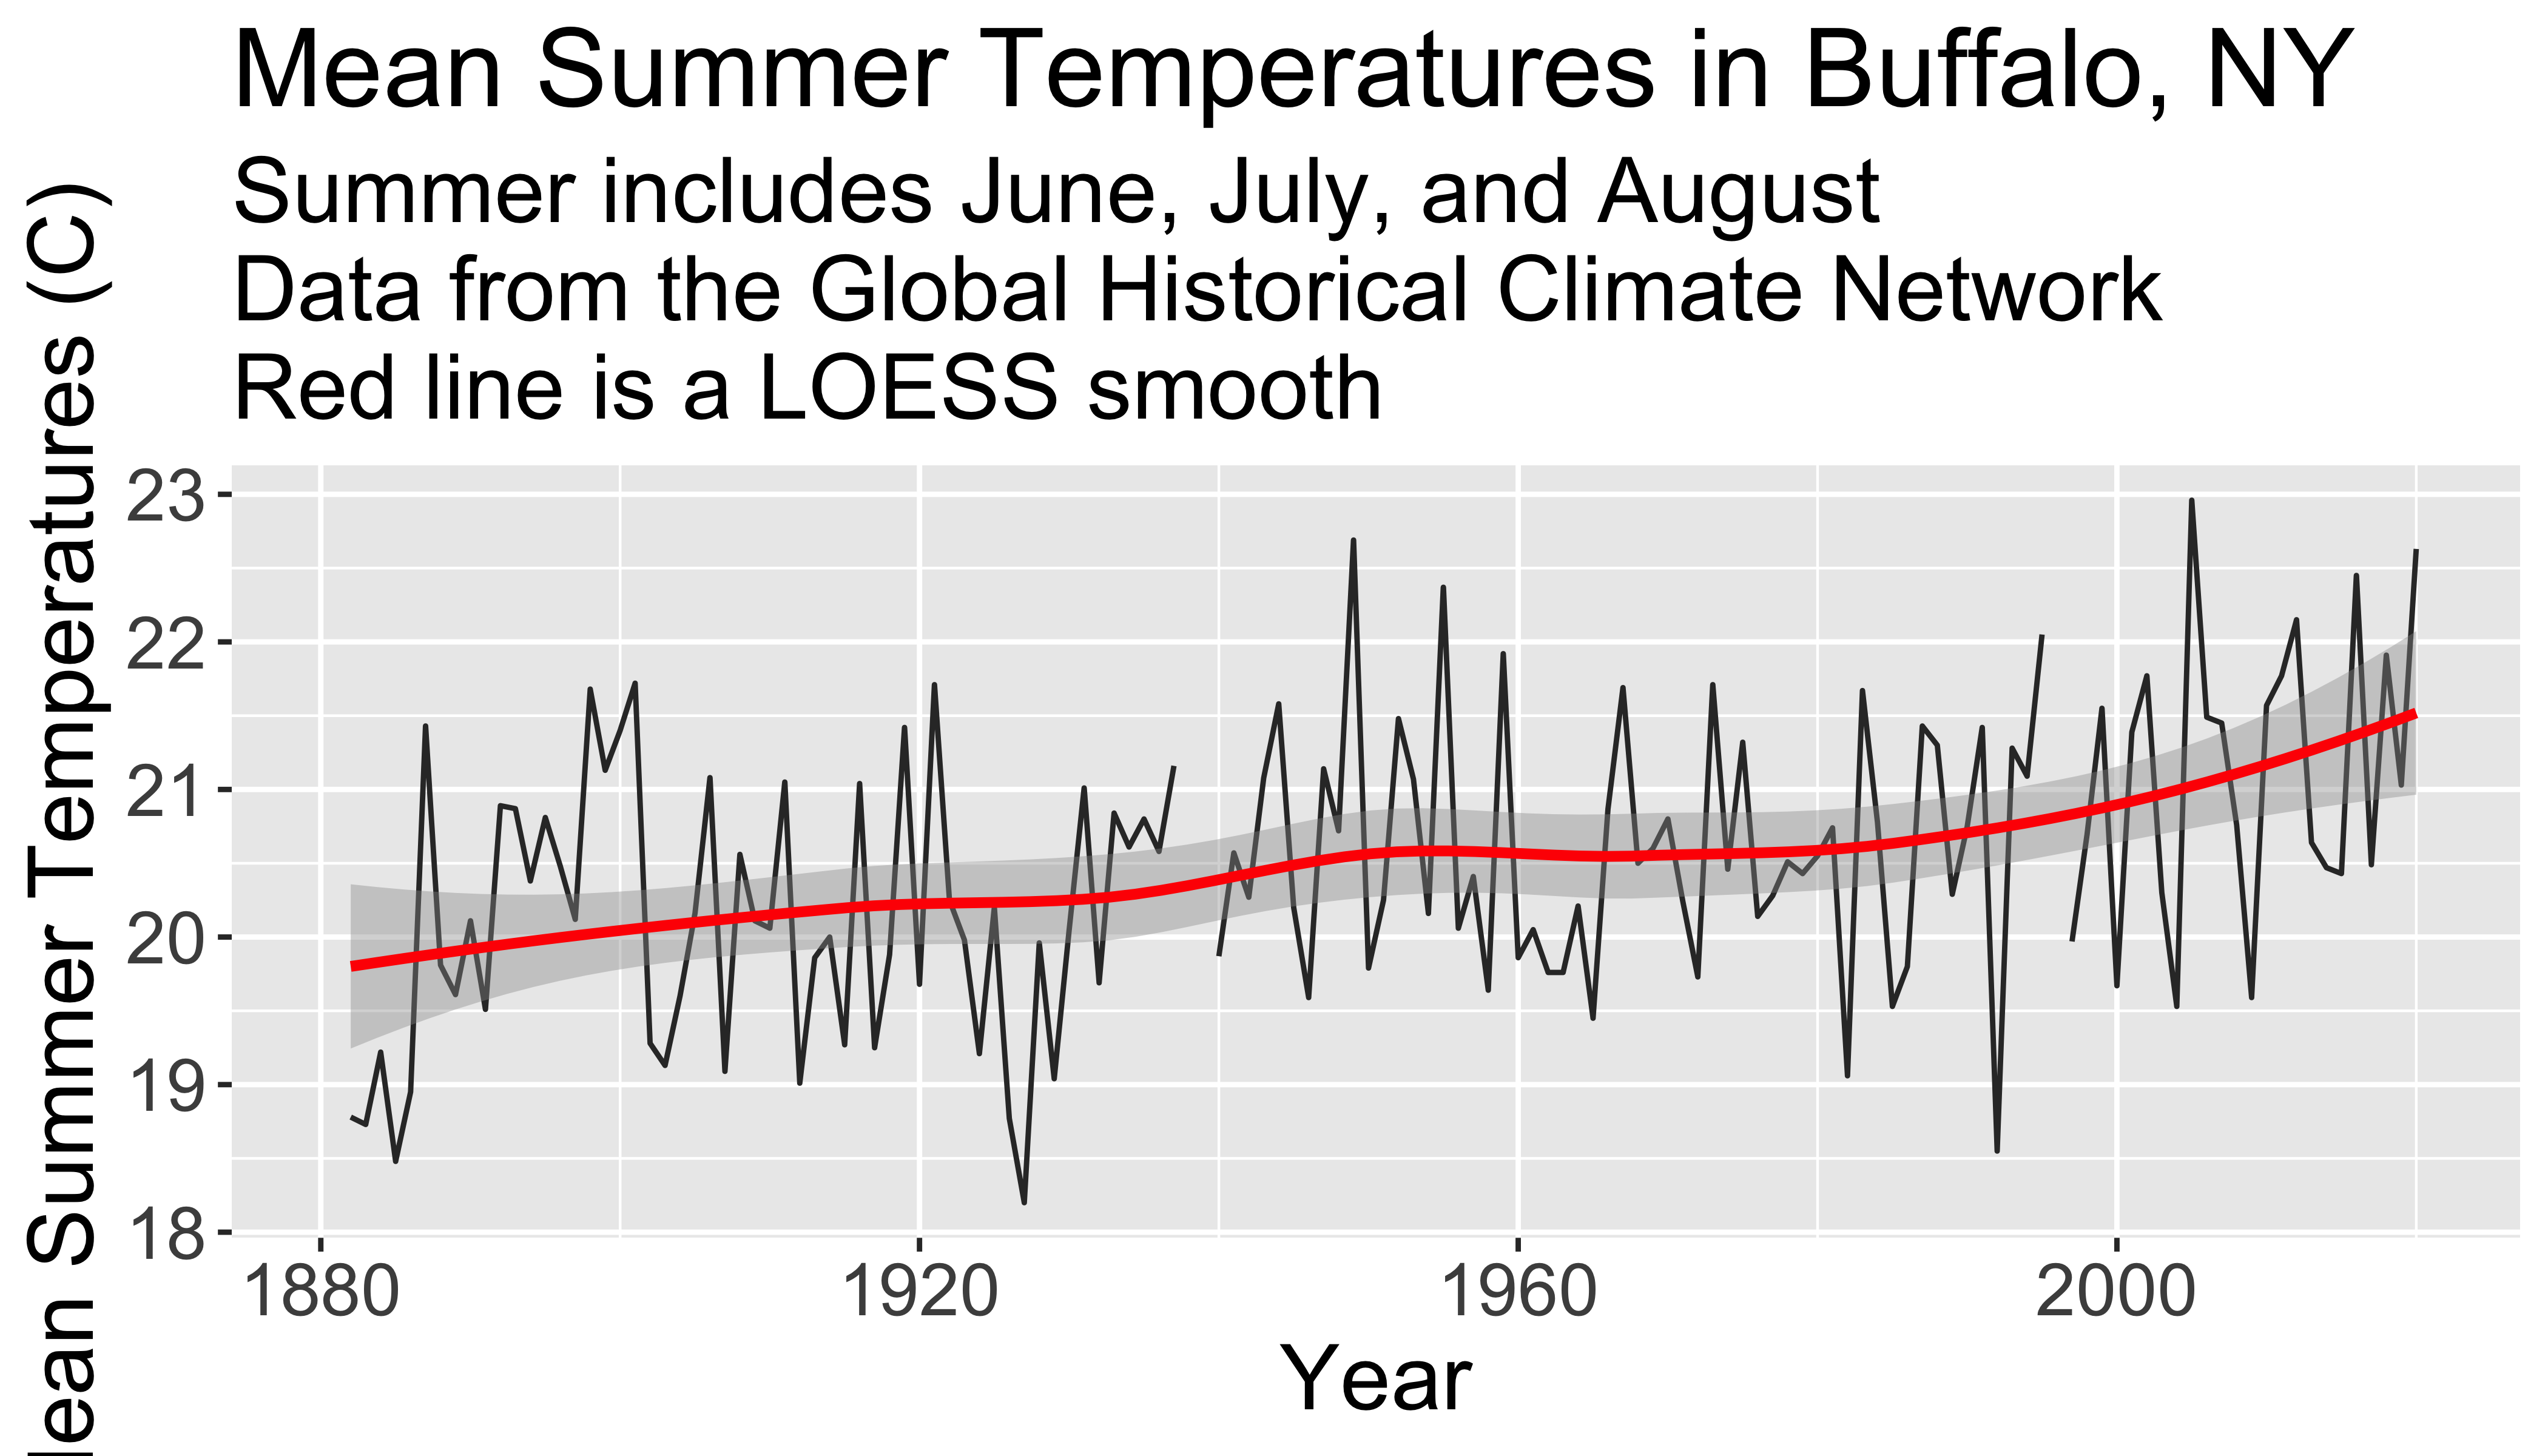 Mean Summer Temperatures in Buffalo, NY
Summer includes June, July, and August
Data from the Global Historical Climate Network
Red line is a LOESS smooth
Summer Temperatures (C)
23
22
21
20
19
18
1880 1920 1960 2000
Year